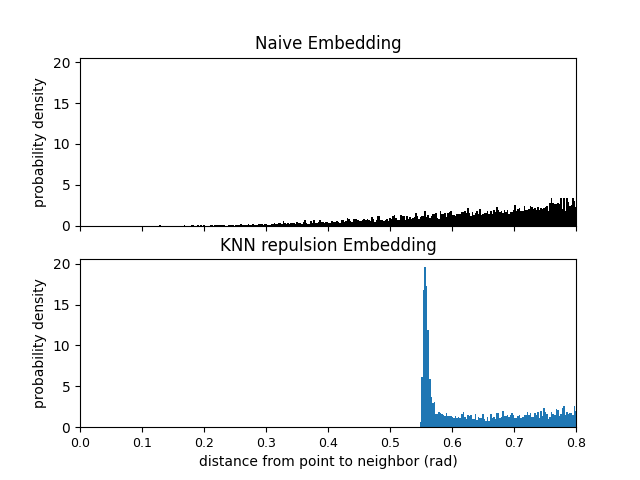 Naive Embedding
probability density
20
15
10
5
0
KNN repulsion Embedding
probability density
20
15
10
5
0
0.0 0.1 0.2 0.3 0.4 0.5 0.6 0.7 0.8
distance from point to neighbor (rad)